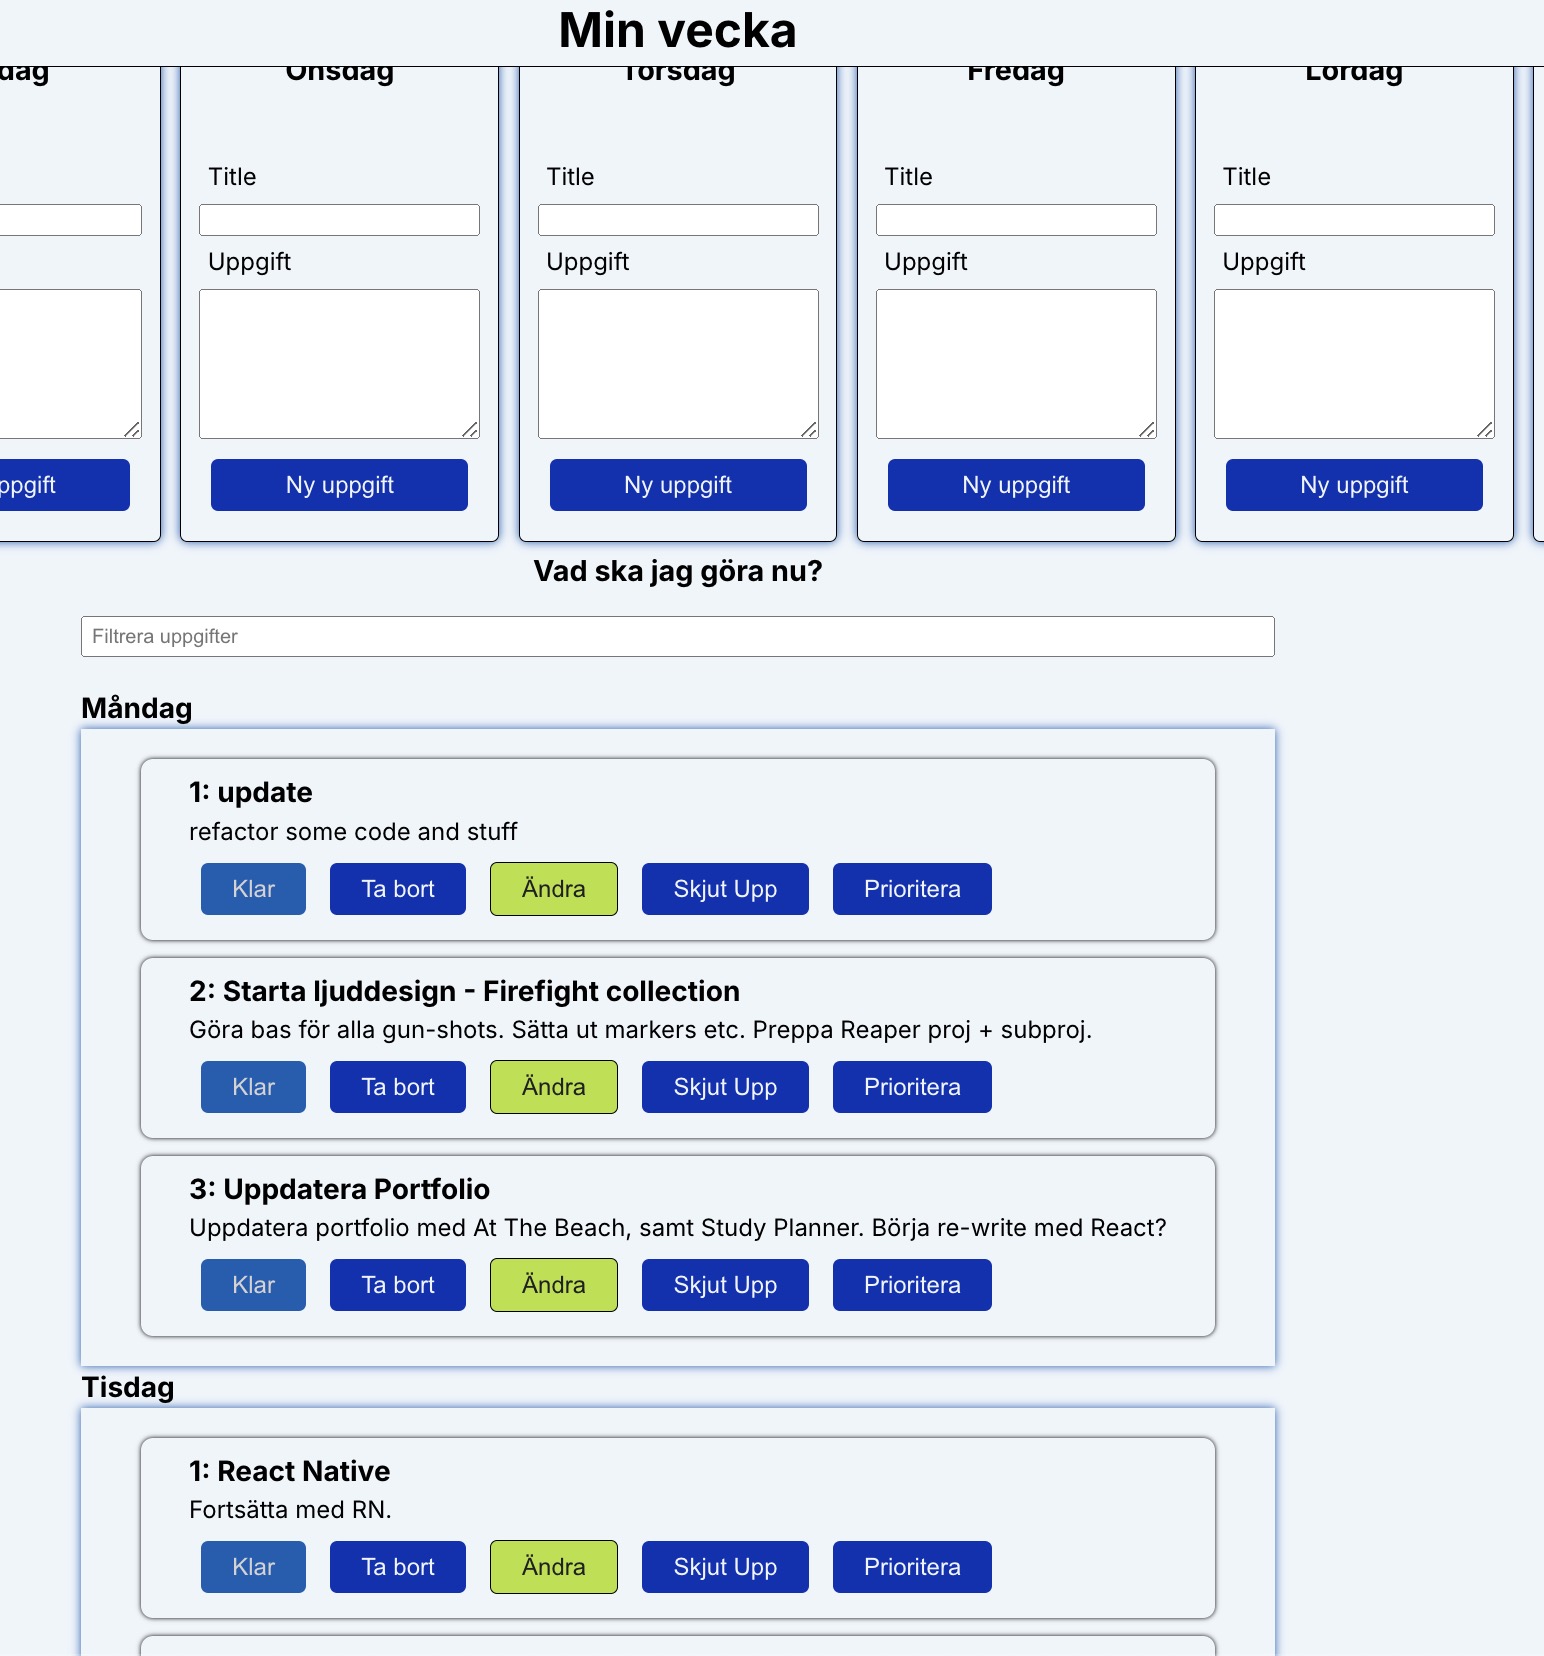 Min vecka
dag Onsdag Torsdag Fredag Lördag
Title Title Title Title
Uppgift Uppgift Uppgift Uppgift
ppgift Ny uppgift Ny uppgift Ny uppgift Ny uppgift
Vad ska jag göra nu?
Filtrera uppgifter
Måndag
1: update
refactor some code and stuff
Klar Ta bort Ändra Skjut Upp Prioritera
2: Starta ljuddesign - Firefight collection
Göra bas för alla gun-shots. Sätta ut markers etc. Preppa Reaper proj + subproj.
Klar Ta bort Ändra Skjut Upp Prioritera
3: Uppdatera Portfolio
Uppdatera portfolio med At The Beach, samt Study Planner. Börja re-write med React?
Klar Ta bort Ändra Skjut Upp Prioritera
Tisdag
1: React Native
Fortsätta med RN.
Klar Ta bort Ändra Skjut Upp Prioritera